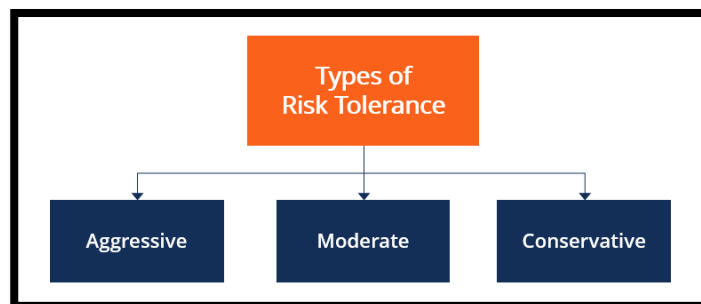 Types of
Risk Tolerance
Aggressive
Moderate
Conservative